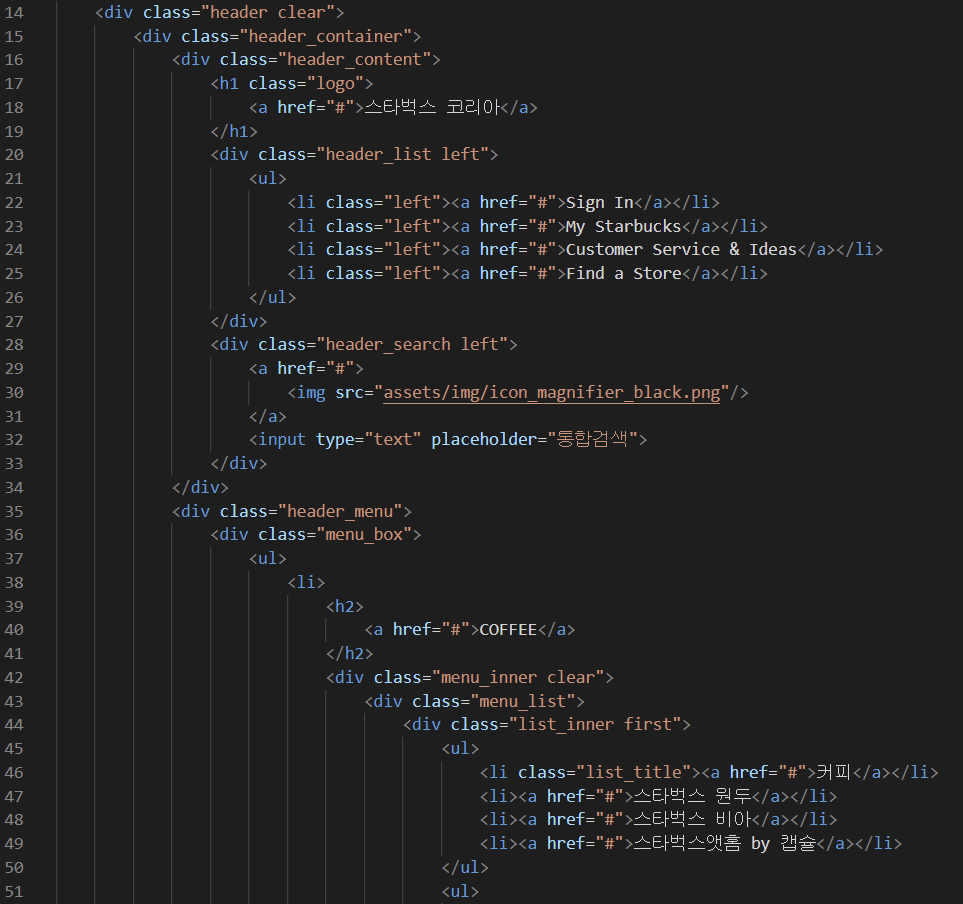 14 <div class="header clear">
15 <div class="header_container">
16 <div class="header_content">
17 <h1 class="logo">
18 <a href="#">스타벅스 코리아</a>
19 </h1>
20 <div class="header_list left">
21 <ul>
22 <li class="left"><a href="#">Sign In</a></li>
23 <li class="left"><a href="#">My Starbucks</a></li>
24 <li class="left"><a href="#">Customer Service & Ideas</a></li>
25 <li class="left"><a href="#">Find a Store</a></li>
26 </ul>
27 </div>
28 <div class="header_search left">
29 <a href="#">
30 <img src="assets/img/icon_magnifier_black.png"/>
31 </a>
32 <input type="text" placeholder="통합검색">
33 </div>
34 </div>
35 <div class="header_menu">
36 <div class="menu_box">
37 <ul>
38 <li>
39 <h2>
40 <a href="#">COFFEE</a>
41 </h2>
42 <div class="menu_inner clear">
43 <div class="menu_list">
44 <div class="list_inner first">
45 <ul>
46 <li class="list_title"><a href="#">커피</a></li>
47 <li><a href="#">스타벅스 원두</a></li>
48 <li><a href="#">스타벅스 비아</a></li>
49 <li><a href="#">스타벅스앳홈 by 캡슐</a></li>
50 </ul>
51 <ul>